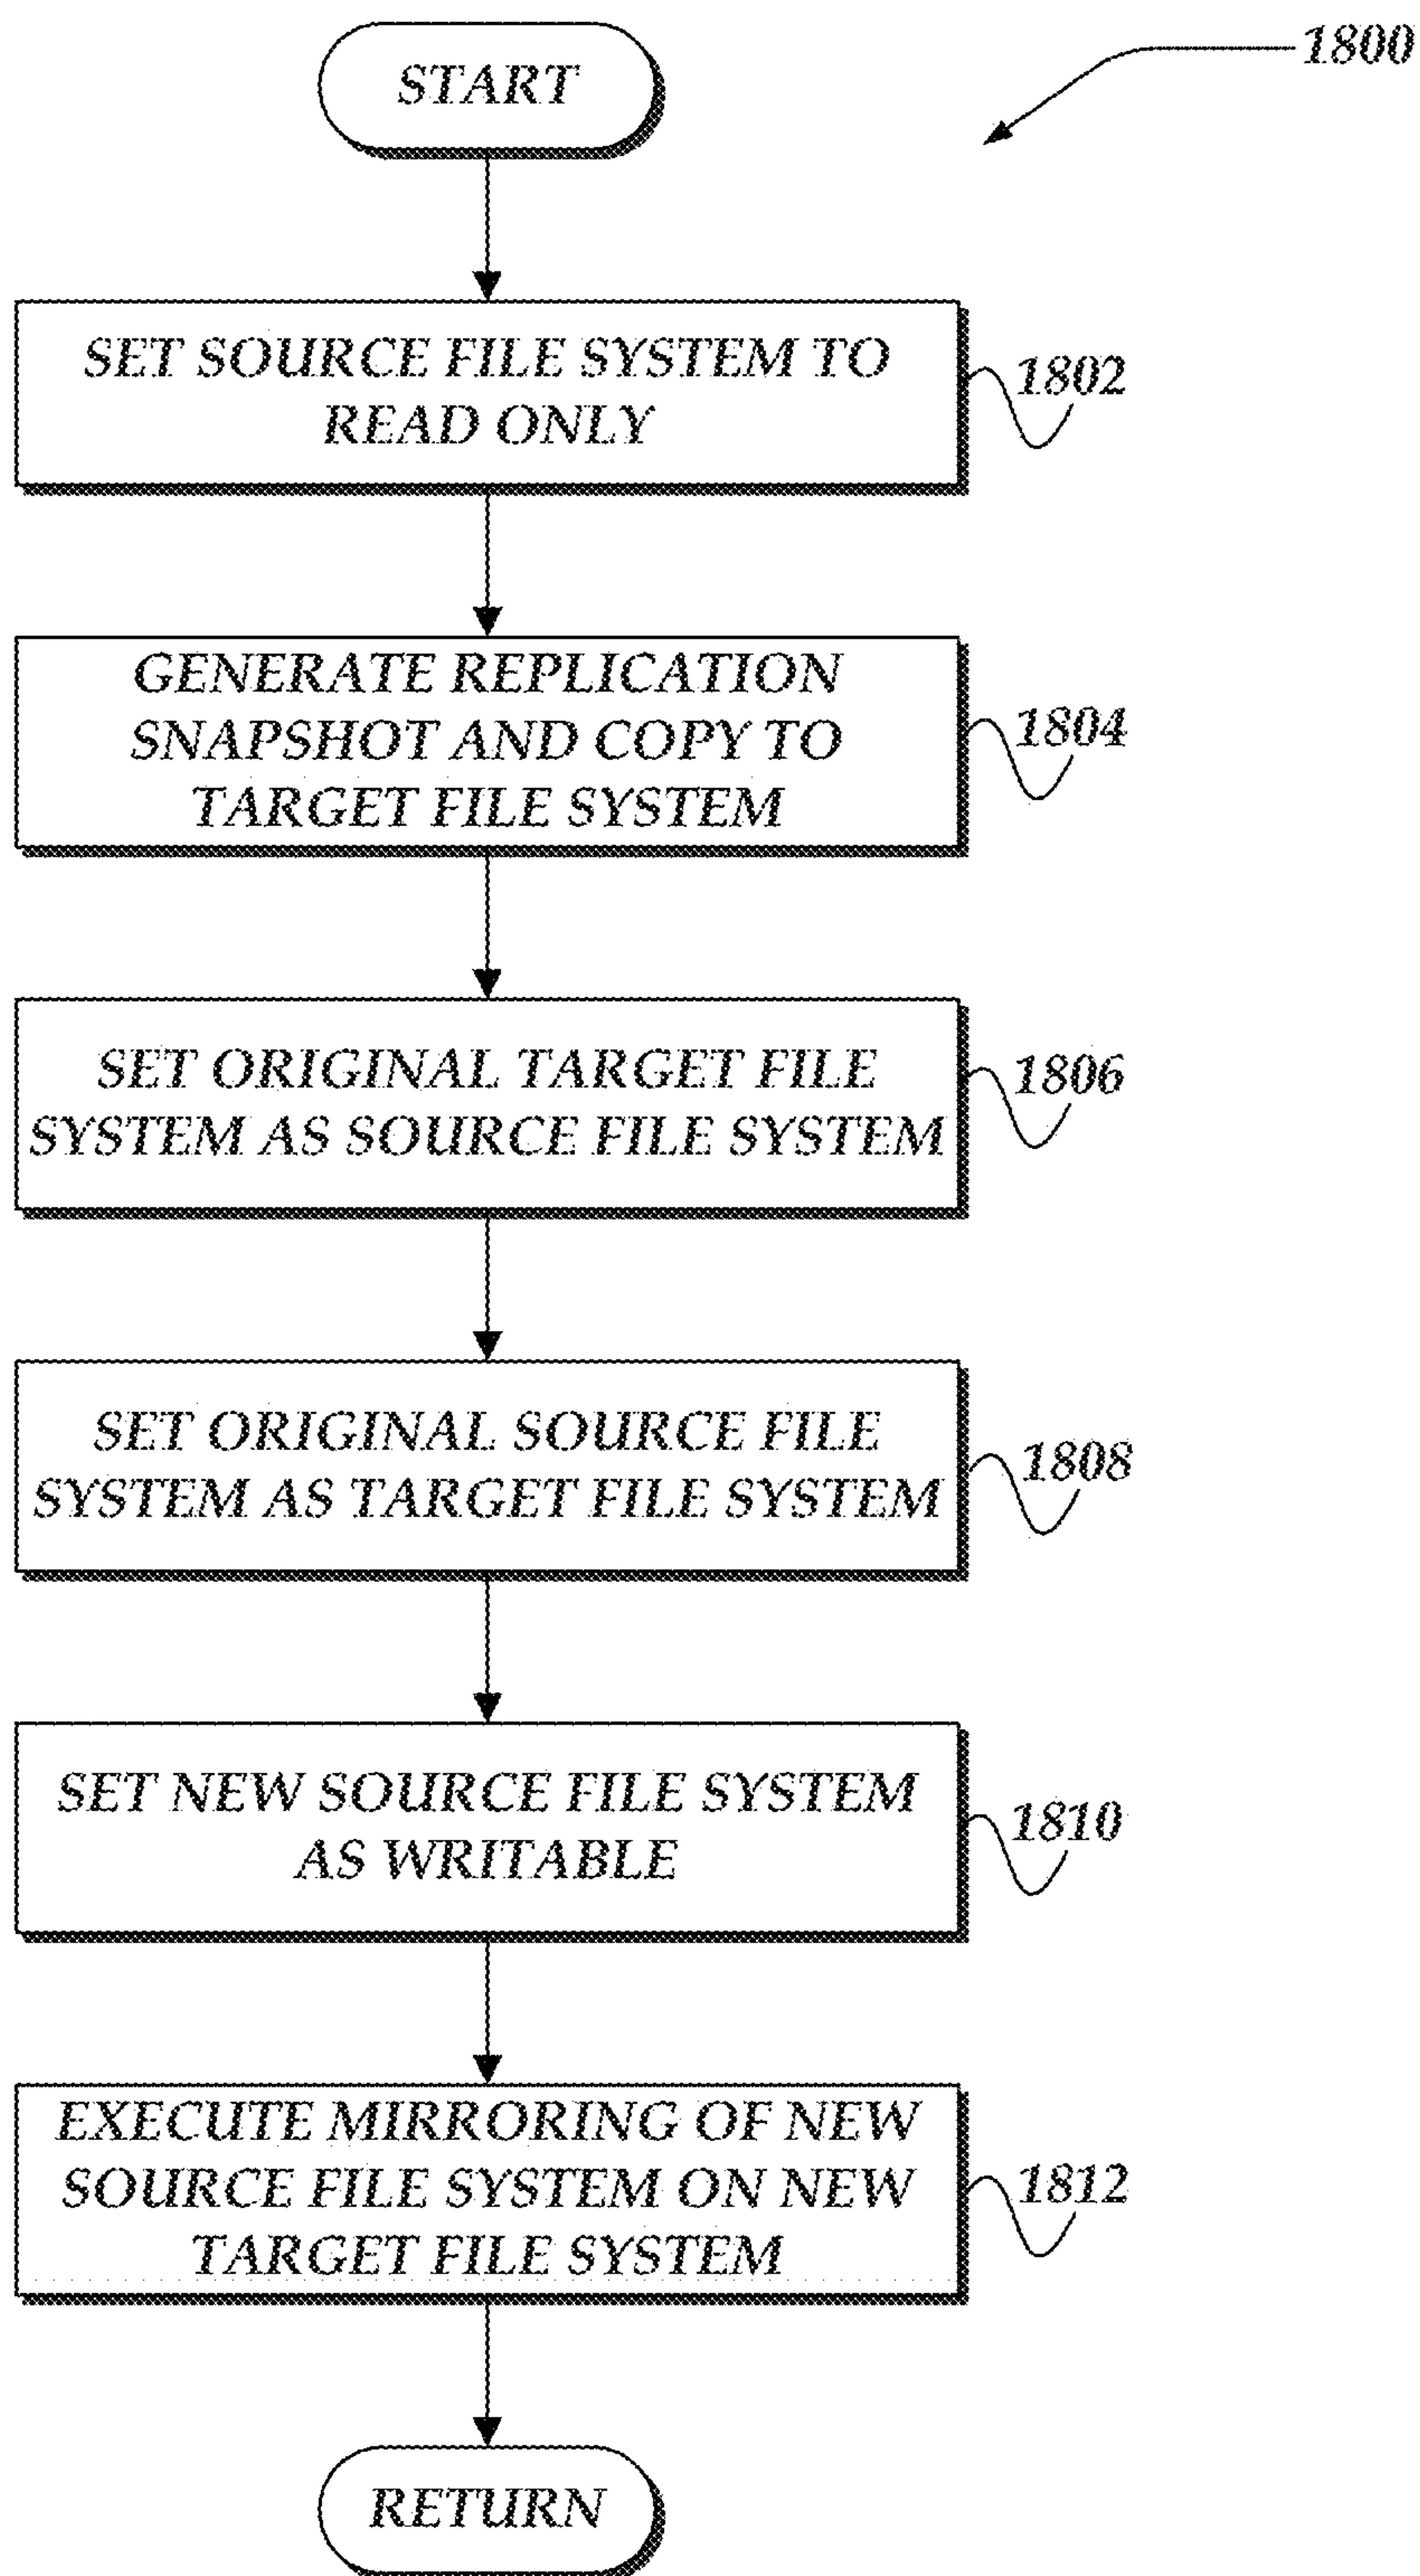 START
1800
SET SOURCE FILE SYSTEM TO
READ ONLY
1802
GENERATE REPLICATION
SNAPSHOT AND COPY TO
TARGET FILE SYSTEM
1804
SET ORIGINAL TARGET FILE
SYSTEM AS SOURCE FILE SYSTEM
1806
SET ORIGINAL SOURCE FILE
SYSTEM AS TARGET FILE SYSTEM
1808
SET NEW SOURCE FILE SYSTEM
AS WRITABLE
1810
EXECUTE MIRRORING OF NEW
SOURCE FILE SYSTEM ON NEW
TARGET FILE SYSTEM
1812
RETURN